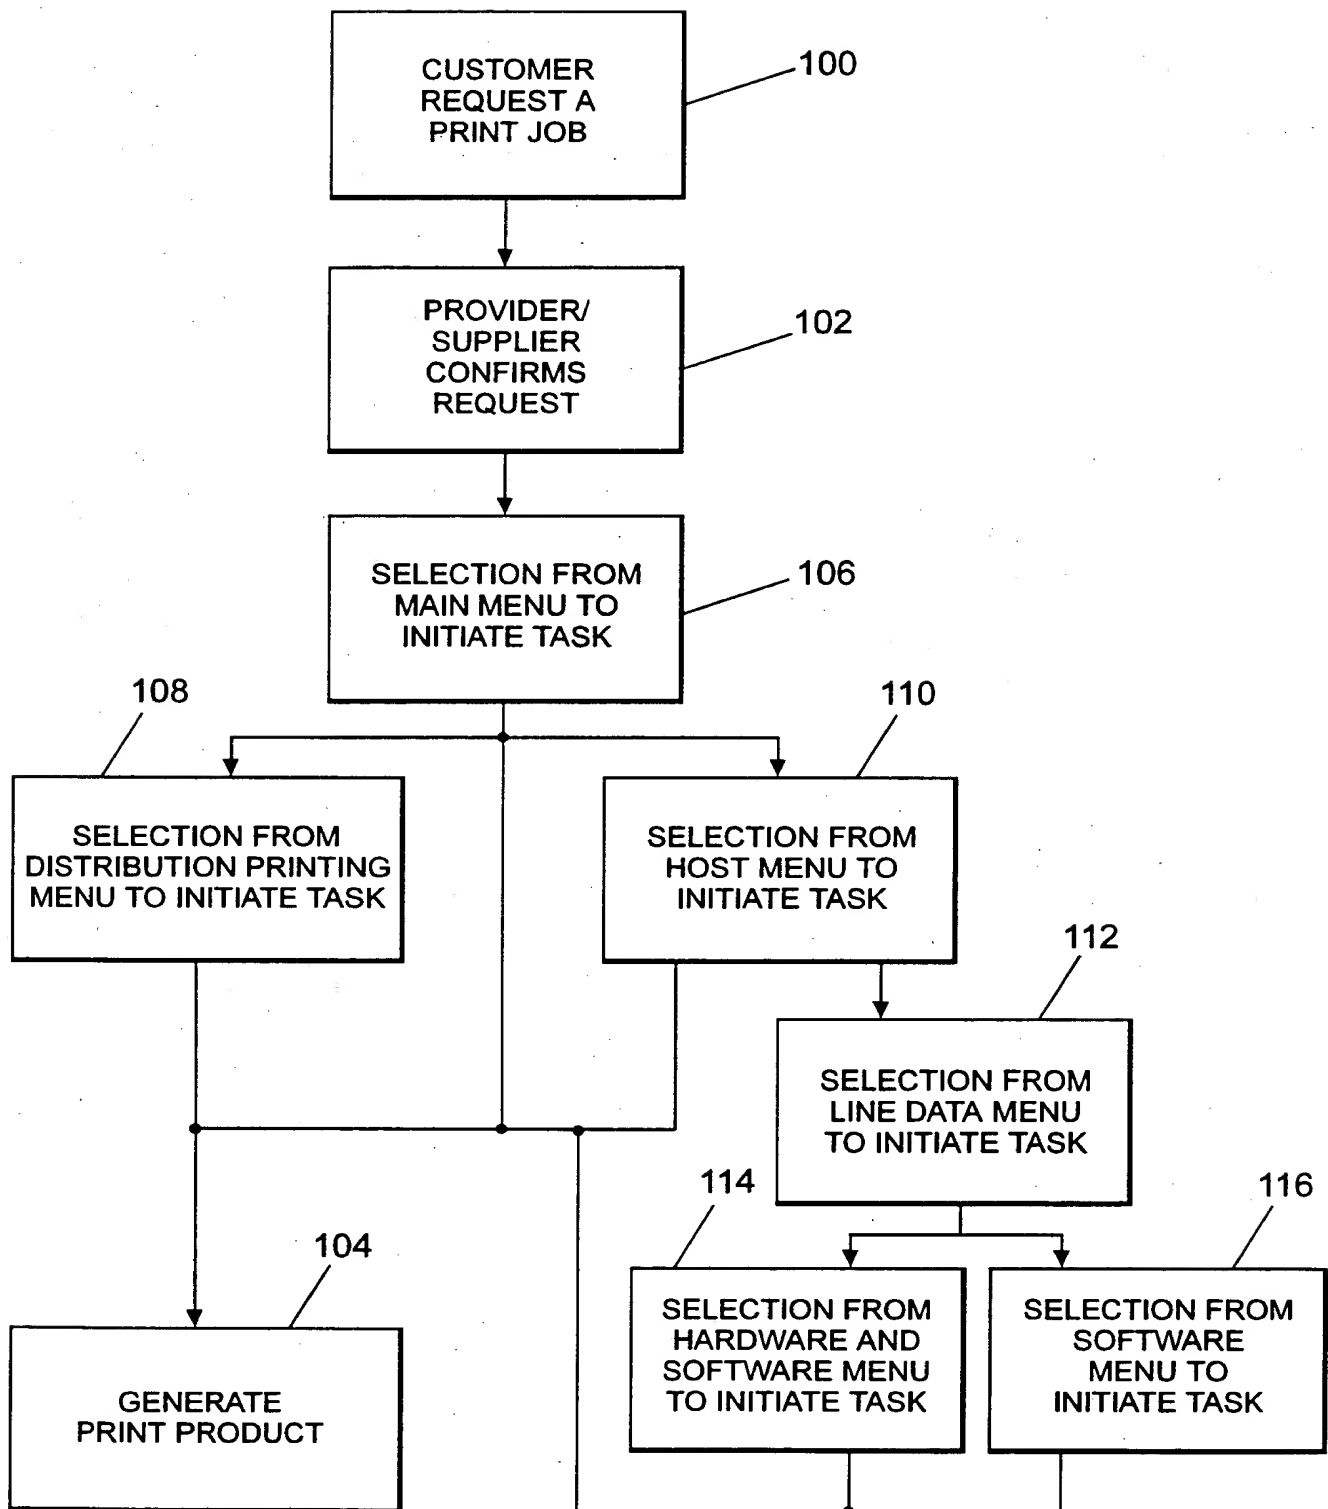 CUSTOMER
REQUEST A
PRINT JOB
100
PROVIDER/
SUPPLIER
CONFIRMS
REQUEST
102
SELECTION FROM
MAIN MENU TO
INITIATE TASK
106
108
110
SELECTION FROM
DISTRIBUTION PRINTING
MENU TO INITIATE TASK
SELECTION FROM
HOST MENU TO
INITIATE TASK
112
SELECTION FROM
LINE DATA MENU
TO INITIATE TASK
114
116
104
SELECTION FROM
HARDWARE AND
SOFTWARE MENU
TO INITIATE TASK
SELECTION FROM
SOFTWARE
MENU TO
INITIATE TASK
GENERATE
PRINT PRODUCT